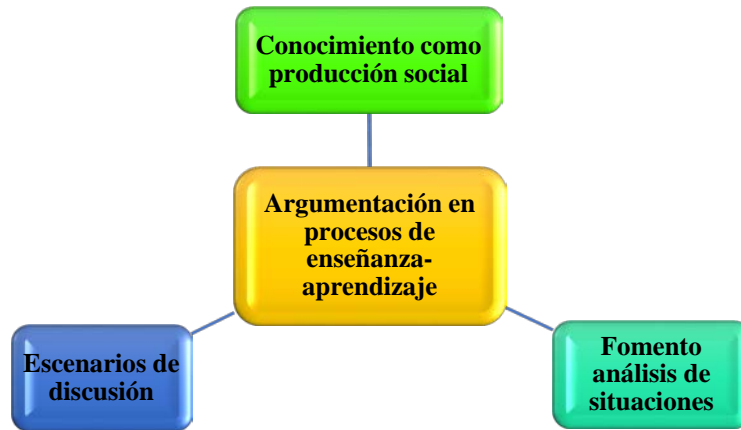 Conocimiento como
producción social
Argumentación en
procesos de
enseñanza-
aprendizaje
Escenarios de
discusión
Fomento
análisis de
situaciones